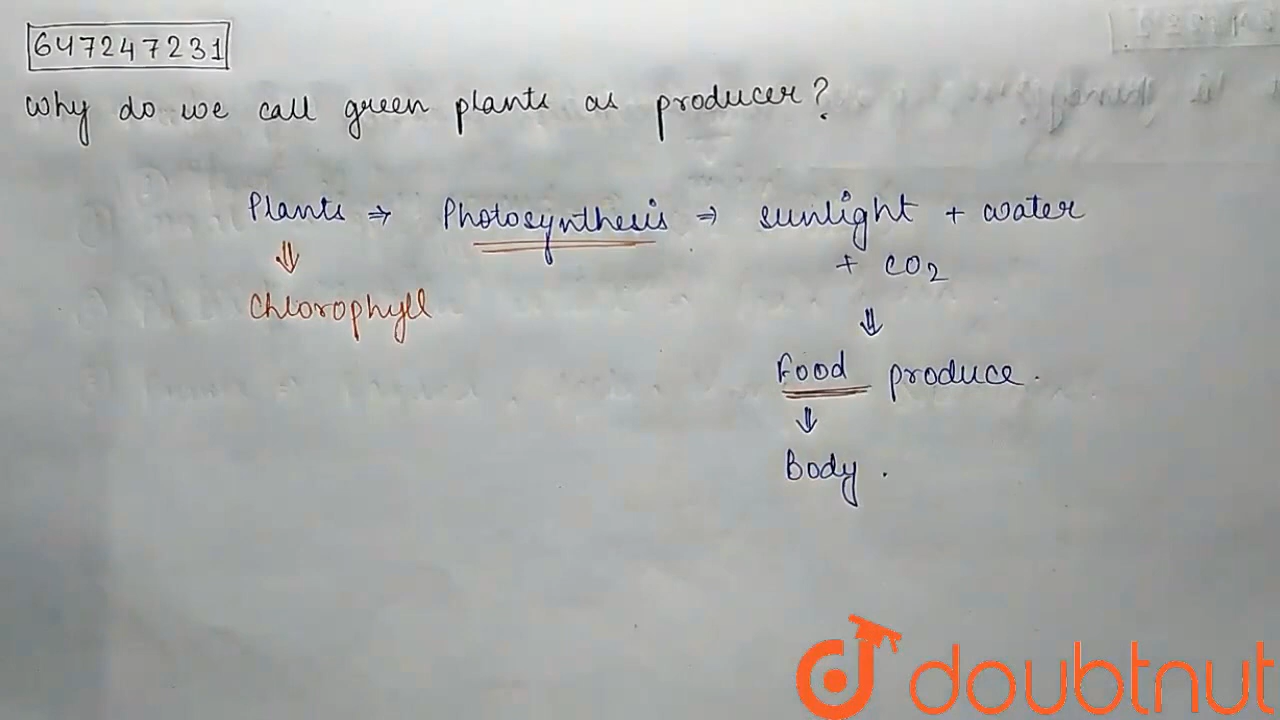 647247231
Why do we call green plants as producer?
Plants ⇒ Photosynthesis ⇒ sunlight + water
+ CO2
⇓ ⇓
Chlorophyll
Food produce.
⇓
Body.
doubtnut